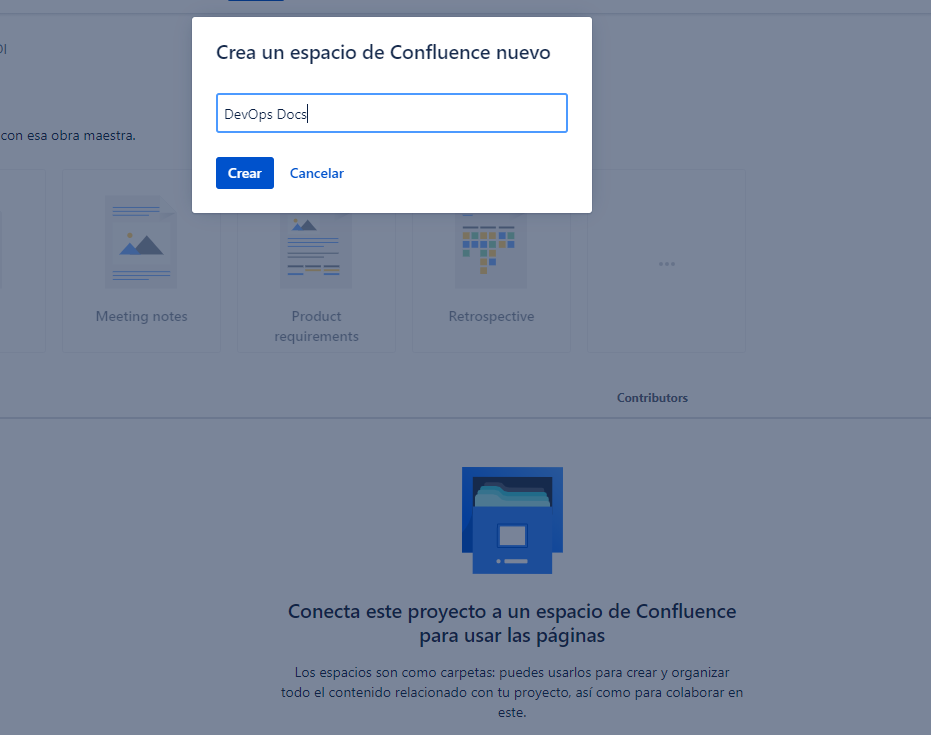 Crea un espacio de Confluence nuevo
DevOps Docs
con esa obra maestra.
Crear Cancelar
Meeting notes
Product
requirements
Retrospective
Contributors
Conecta este proyecto a un espacio de Confluence
para usar las páginas
Los espacios son como carpetas: puedes usarlos para crear y organizar
todo el contenido relacionado con tu proyecto, así como para colaborar en
este.